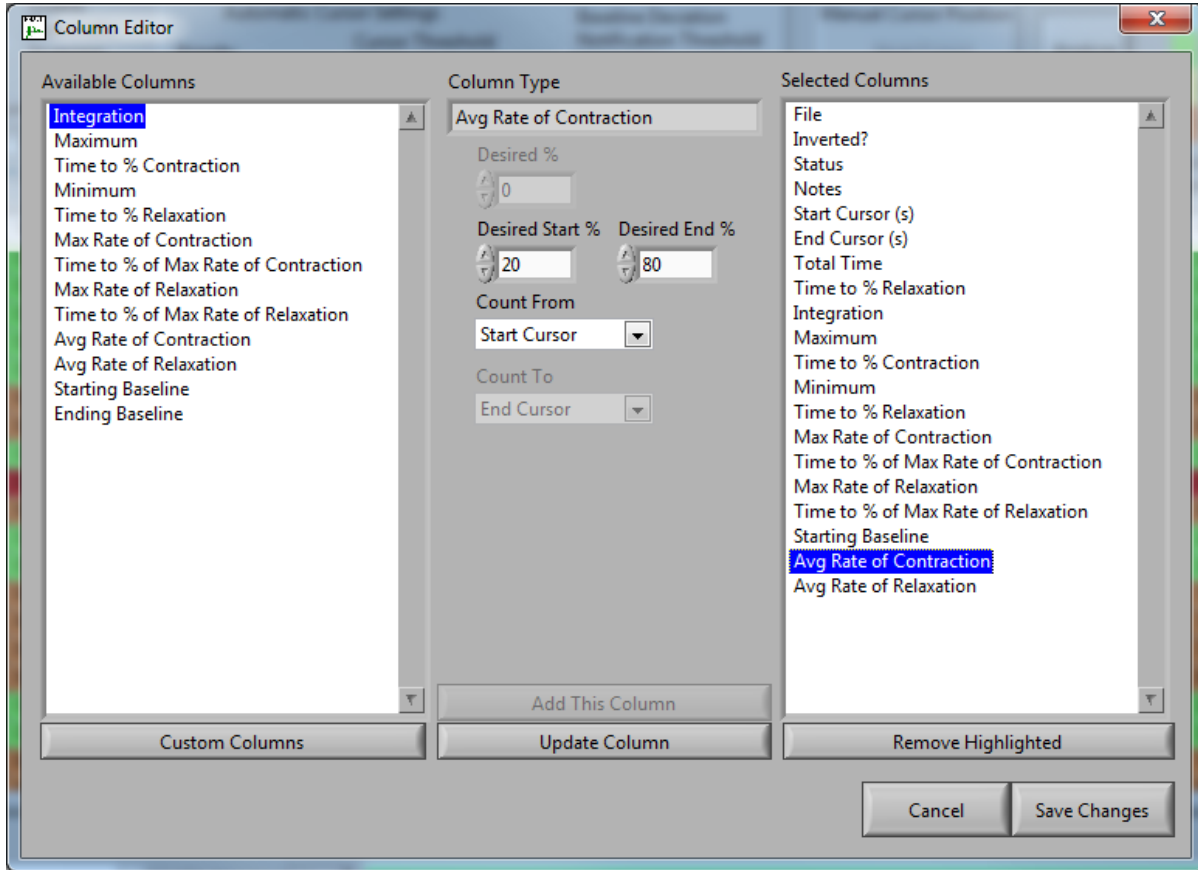 Column Editor
Available Columns
Integration
Maximum
Time to % Contraction
Minimum
Time to % Relaxation
Max Rate of Contraction
Time to % of Max Rate of Contraction
Max Rate of Relaxation
Time to % of Max Rate of Relaxation
Avg Rate of Contraction
Avg Rate of Relaxation
Starting Baseline
Ending Baseline
Custom Columns
Column Type
Avg Rate of Contraction
Desired %
0
Desired Start % Desired End %
20 80
Count From
Start Cursor
Count To
End Cursor
Add This Column
Update Column
Selected Columns
File
Inverted?
Status
Notes
Start Cursor (s)
End Cursor (s)
Total Time
Time to % Relaxation
Integration
Maximum
Time to % Contraction
Minimum
Time to % Relaxation
Max Rate of Contraction
Time to % of Max Rate of Contraction
Max Rate of Relaxation
Time to % of Max Rate of Relaxation
Starting Baseline
Avg Rate of Contraction
Avg Rate of Relaxation
Remove Highlighted
Cancel Save Changes